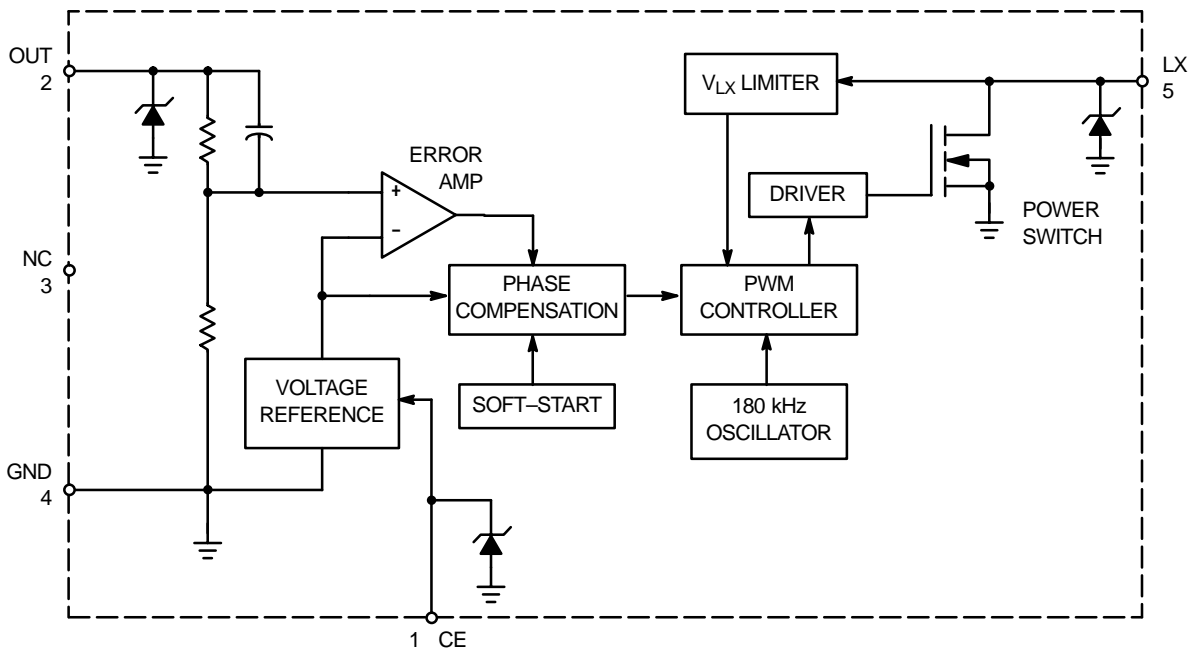 OUT
2
V_LX LIMITER
LX
5
ERROR
AMP
+
−
DRIVER
POWER
SWITCH
NC
3
PHASE
COMPENSATION
PWM
CONTROLLER
VOLTAGE
REFERENCE
SOFT–START
180 kHz
OSCILLATOR
GND
4
1 CE